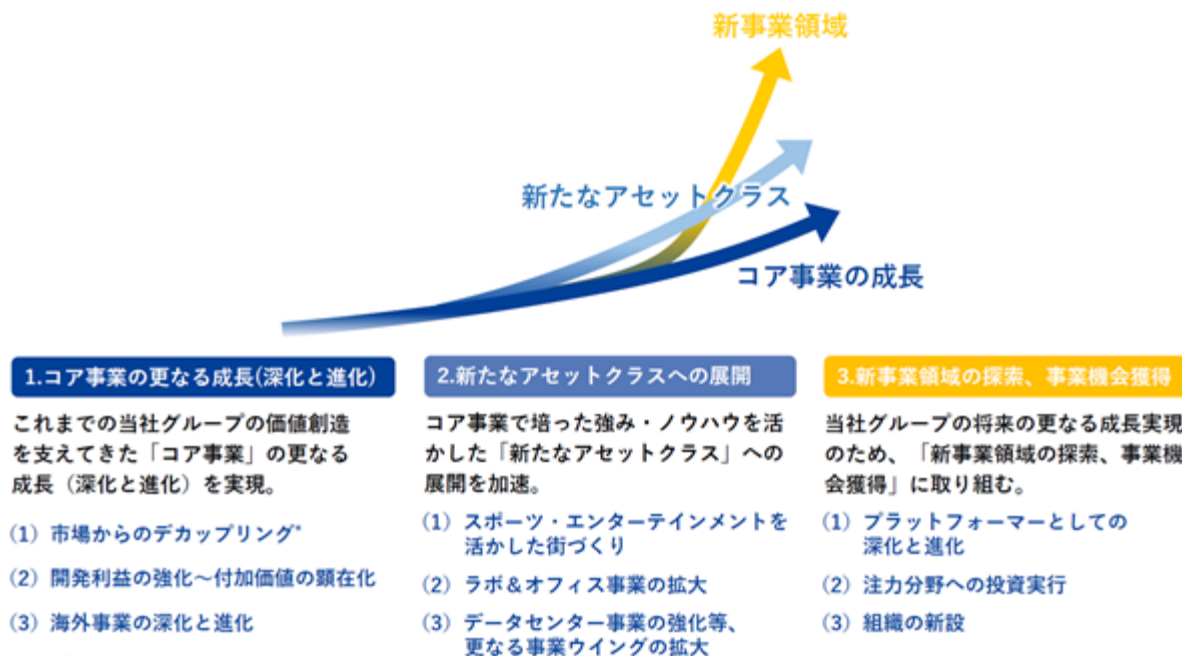 新事業領域
新たなアセットクラス
コア事業の成長
1.コア事業の更なる成長(深化と進化)
これまでの当社グループの価値創造
を支えてきた「コア事業」の更なる
成長（深化と進化）を実現。
(1) 市場からのデカップリング*
(2) 開発利益の強化～付加価値の顕在化
(3) 海外事業の深化と進化
2.新たなアセットクラスへの展開
コア事業で培った強み・ノウハウを活
かした「新たなアセットクラス」への
展開を加速。
(1) スポーツ・エンターテインメントを
活かした街づくり
(2) ラボ＆オフィス事業の拡大
(3) データセンター事業の強化等、
更なる事業ウイングの拡大
3.新事業領域の探索、事業機会獲得
当社グループの将来の更なる成長実現
のため、「新事業領域の探索、事業機
会獲得」に取り組む。
(1) プラットフォーマーとしての
深化と進化
(2) 注力分野への投資実行
(3) 組織の新設